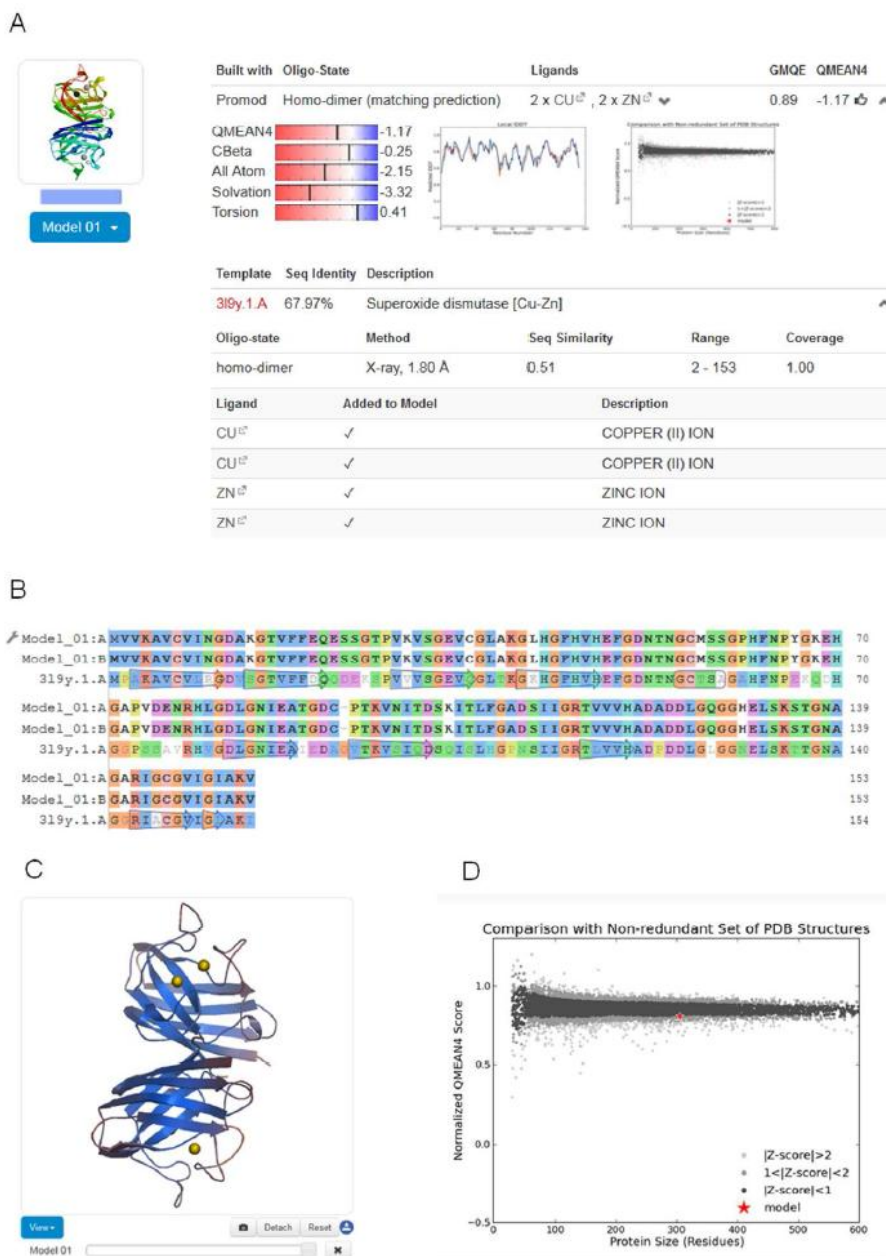 A
Built with Oligo-State Ligands GMQE QMEAN4
Promod Homo-dimer (matching prediction) 2 x CU , 2 x ZN 0.89 -1.17
Model 01
QMEAN4 -1.17
CBeta -0.25
All Atom -2.15
Solvation -3.32
Torsion 0.41
Comparison with Non-redundant Set of PDB Structures
Template Seq Identity Description
3l9y.1.A 67.97% Superoxide dismutase [Cu-Zn]
Oligo-state Method Seq Similarity Range Coverage
homo-dimer X-ray, 1.80 Å 0.51 2 - 153 1.00
Ligand Added to Model Description
CU ✓ COPPER (II) ION
CU ✓ COPPER (II) ION
ZN ✓ ZINC ION
ZN ✓ ZINC ION
B
Model_01:A MVVKAVCVINGDAKGTVFFEQESSGTPVKVSGEVCGLAKGLHGFHVHEFGDNTNGCMSSGPHFNPYGKEH 70
Model_01:B MVVKAVCVINGDAKGTVFFEQESSGTPVKVSGEVCGLAKGLHGFHVHEFGDNTNGCMSSGPHFNPYGKEH 70
3l9y.1.A 70
Model_01:A GAPVDENRHLGDLGNIEATGDC-PTKVNITDSKITLFGADSIIGRTVVVHADADDLGQGGHELSKSTGNA 139
Model_01:B GAPVDENRHLGDLGNIEATGDC-PTKVNITDSKITLFGADSIIGRTVVVHADADDLGQGGHELSKSTGNA 139
3l9y.1.A 140
Model_01:A GARIGCGVIGIAKV 153
Model_01:B GARIGCGVIGIAKV 153
3l9y.1.A 154
C
View
Detach Reset
Model 01
D
Comparison with Non-redundant Set of PDB Structures
Normalized QMEAN4 Score
1.0
0.5
0.0
-0.5
0 100 200 300 400 500 600
Protein Size (Residues)
|Z-score|>2
1<|Z-score|<2
|Z-score|<1
model